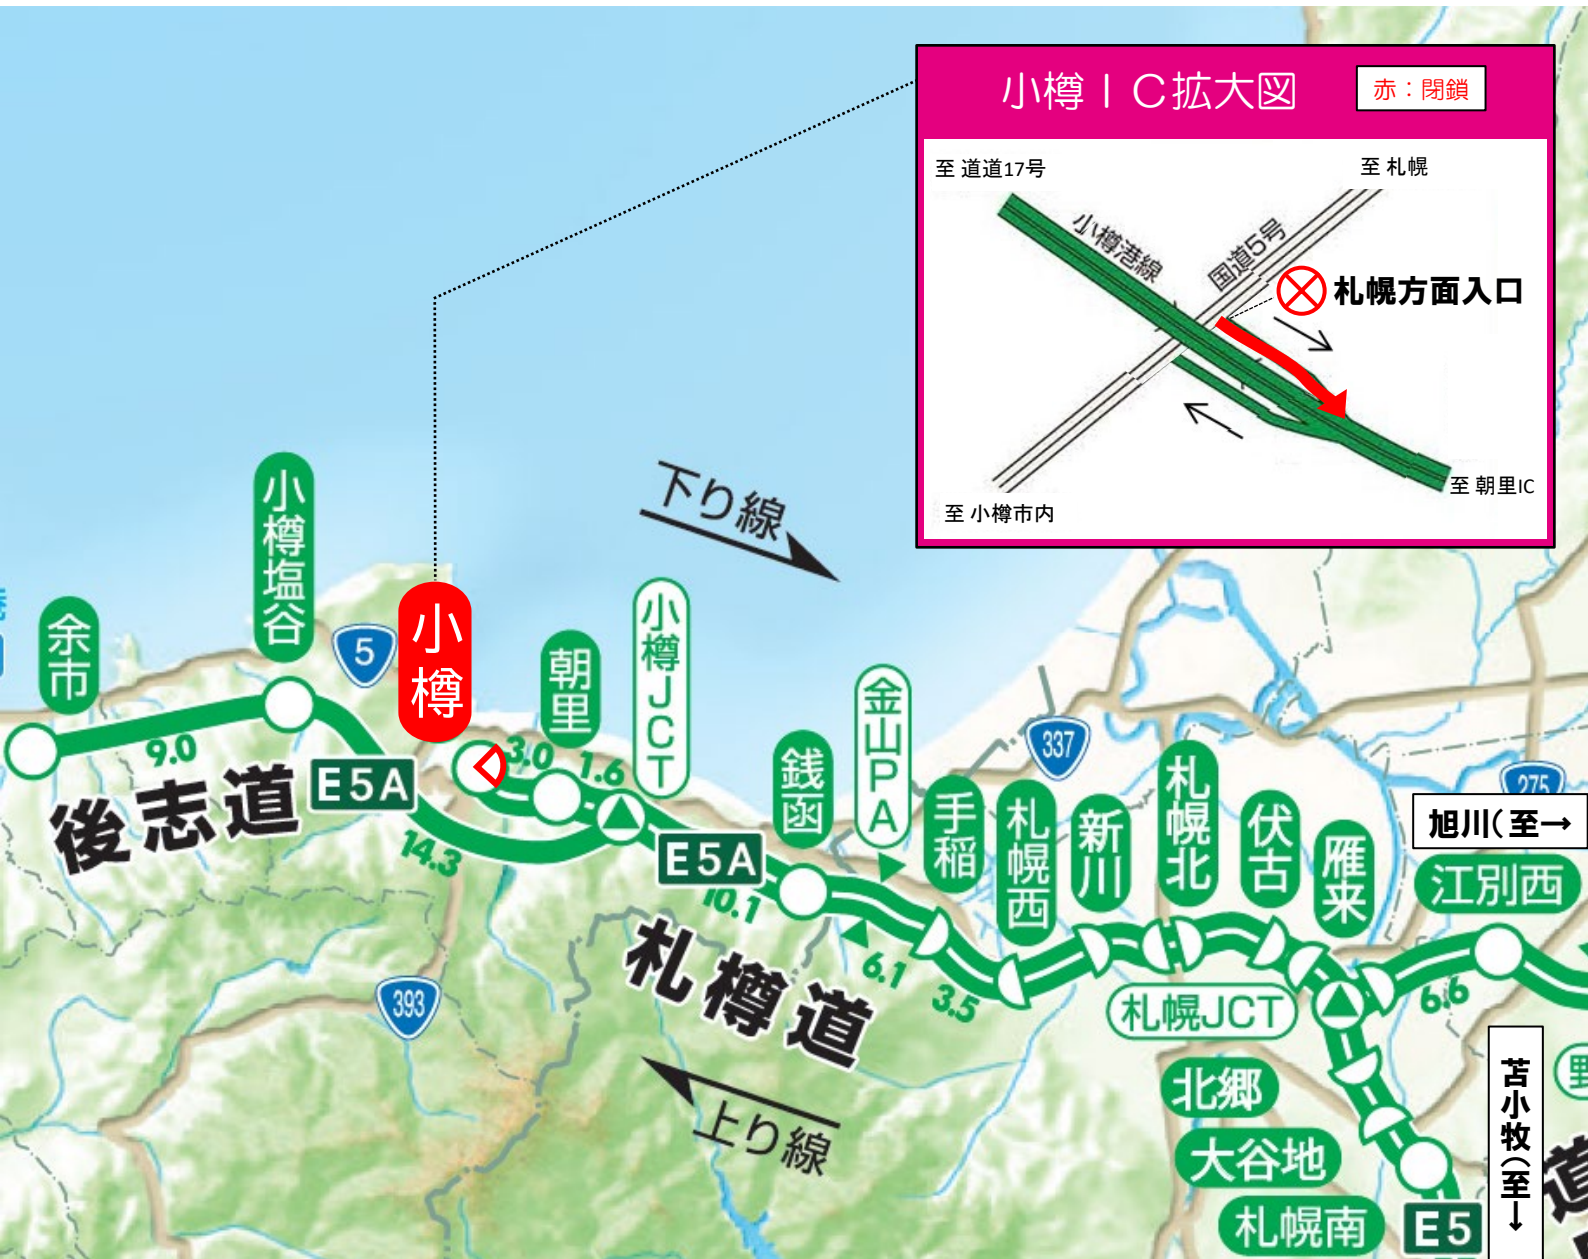 小樽ＩＣ拡大図
赤：閉鎖
至 道道17号
至 札幌
小樽港線
国道5号
札幌方面入口
至 朝里IC
至 小樽市内
下り線
小樽塩谷
余市
5
小樽
朝里
小樽JCT
金山PA
銭函
手稲
札幌西
新川
札幌北
伏古
雁来
337
275
旭川(至→
江別西
9.0
3.0
1.6
E5A
後志道
14.3
E5A
10.1
6.1
3.5
6.6
札樽道
393
札幌JCT
上り線
北郷
大谷地
札幌南
E5
苫小牧(至→
道